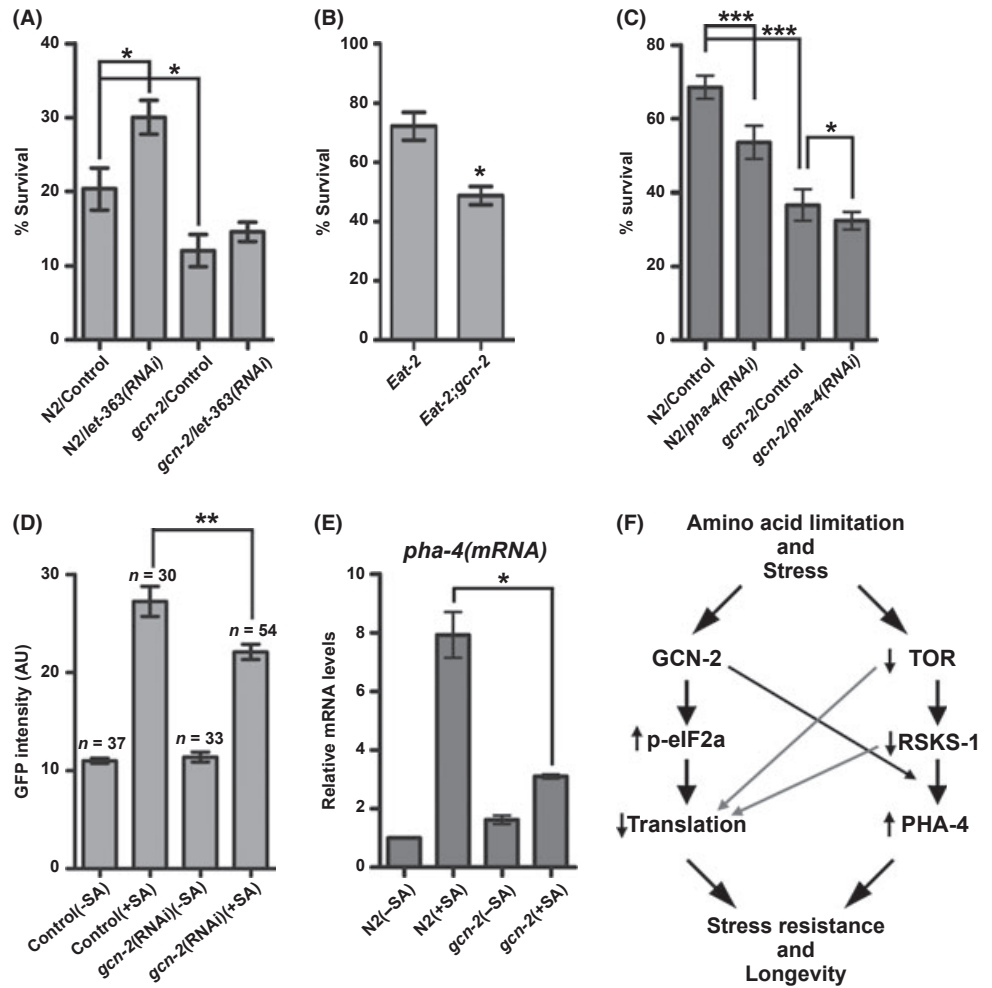 (A)
*
*
40
30
20
10
0
% Survival
N2/Control
N2/let-363(RNAi)
gcn-2/Control
gcn-2/let-363(RNAi)
(B)
100
80
60
40
20
0
% Survival
*
Eat-2
Eat-2;gcn-2
(C)
***
***
*
80
60
40
20
0
% survival
N2/Control
N2/pha-4(RNAi)
gcn-2/Control
gcn-2/pha-4(RNAi)
(D)
**
30
20
10
0
GFP intensity (AU)
n = 37
n = 30
n = 33
n = 54
Control(-SA)
Control(+SA)
gcn-2(RNAi)(-SA)
gcn-2(RNAi)(+SA)
(E)
pha-4(mRNA)
*
10
8
6
4
2
0
Relative mRNA levels
N2(–SA)
N2(+SA)
gcn-2(–SA)
gcn-2(+SA)
(F)
Amino acid limitation
and
Stress
GCN-2
TOR
p-eIF2a
RSKS-1
Translation
PHA-4
Stress resistance
and
Longevity